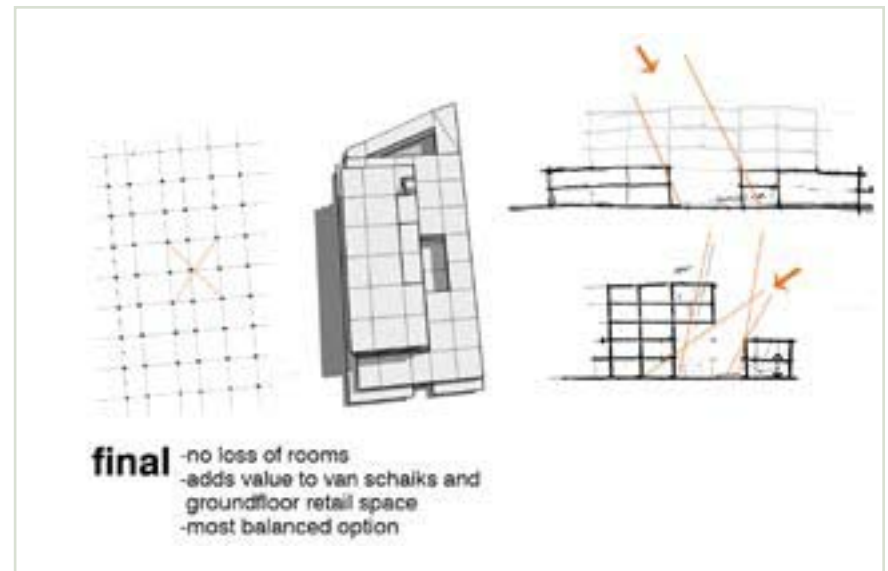 final
-no loss of rooms
-adds value to van schaiks and
groundfloor retail space
-most balanced option